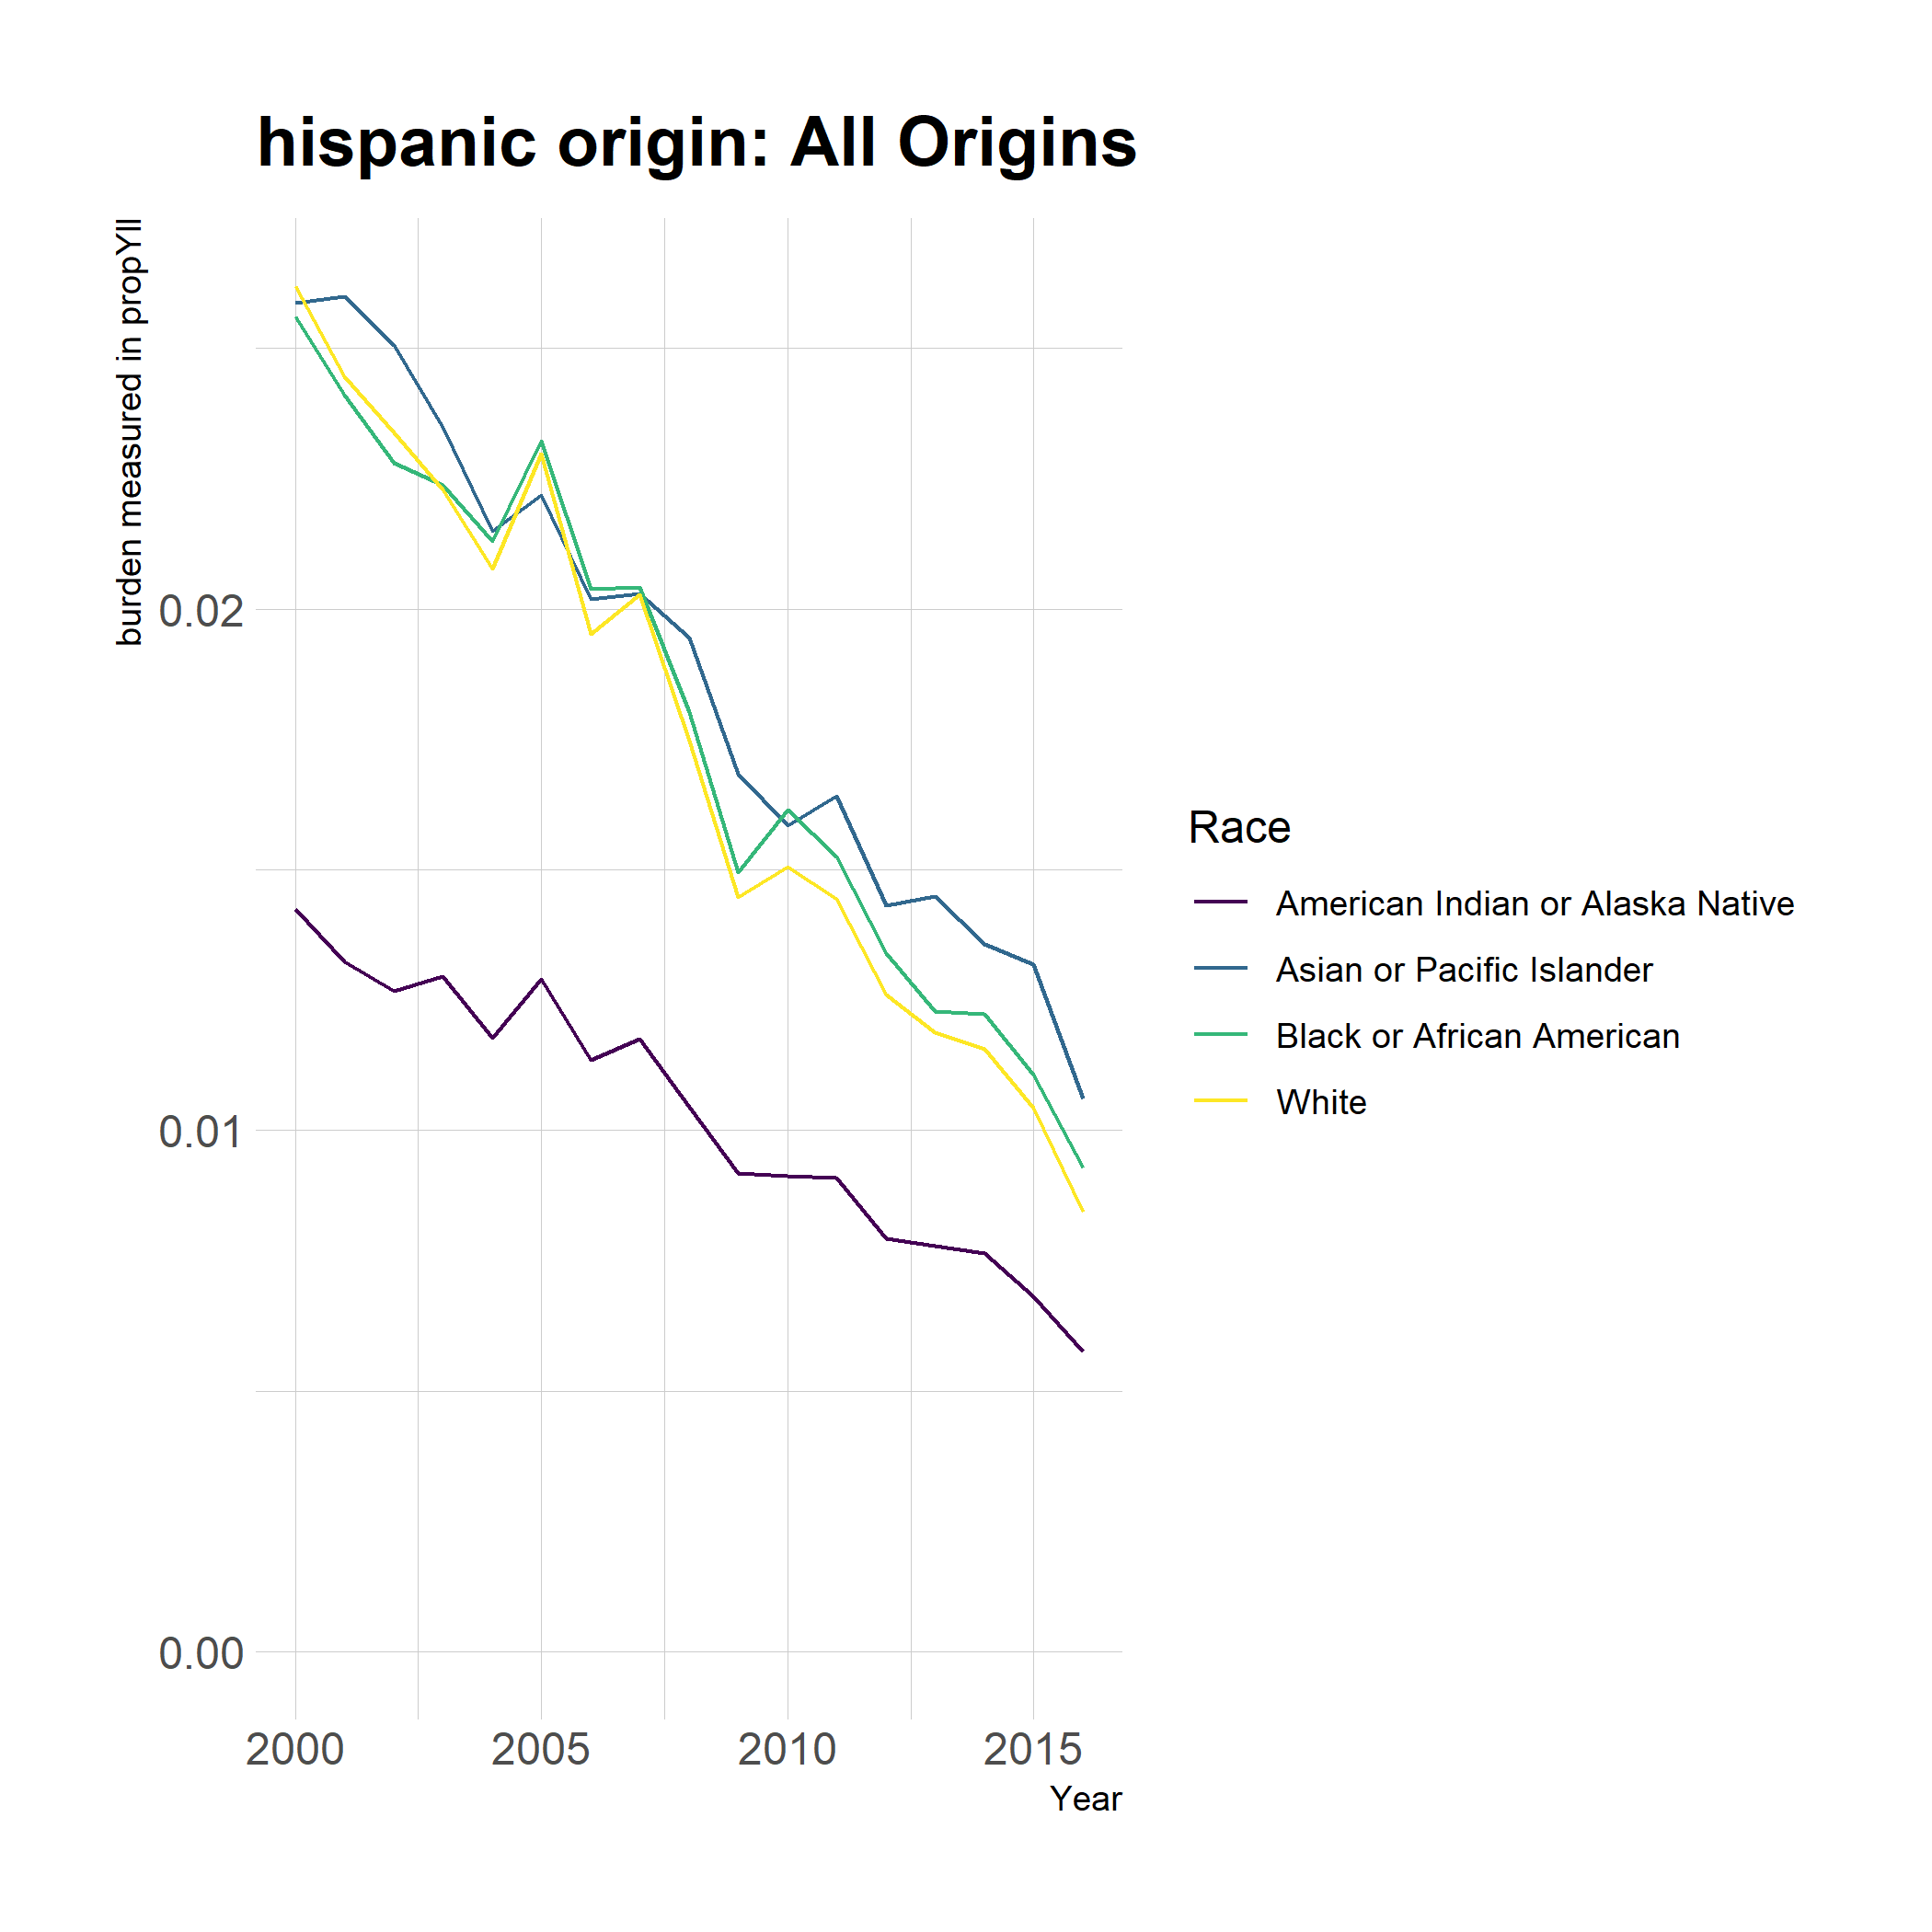 hispanic origin: All Origins
burden measured in propYll
0.02
0.01
0.00
2000 2005 2010 2015
Year
Race
American Indian or Alaska Native
Asian or Pacific Islander
Black or African American
White